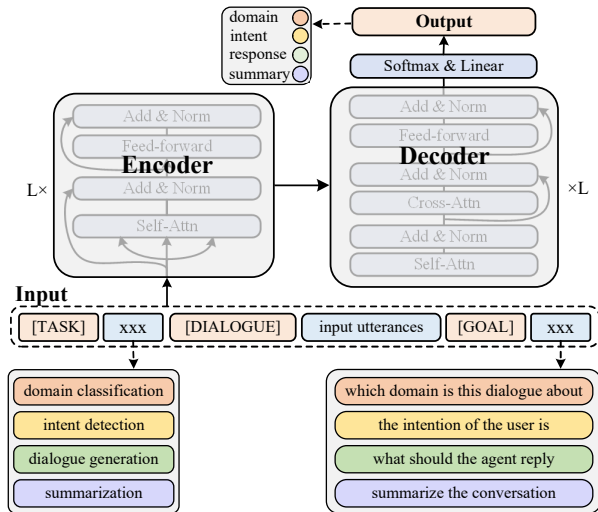 domain
intent
response
summary
Output
Softmax & Linear
Add & Norm
Feed-forward
Encoder
Add & Norm
Self-Attn
L×
Add & Norm
Feed-forward
Decoder
Add & Norm
Cross-Attn
Add & Norm
Self-Attn
×L
Input
[TASK] xxx [DIALOGUE] input utterances [GOAL] xxx
domain classification
intent detection
dialogue generation
summarization
which domain is this dialogue about
the intention of the user is
what should the agent reply
summarize the conversation